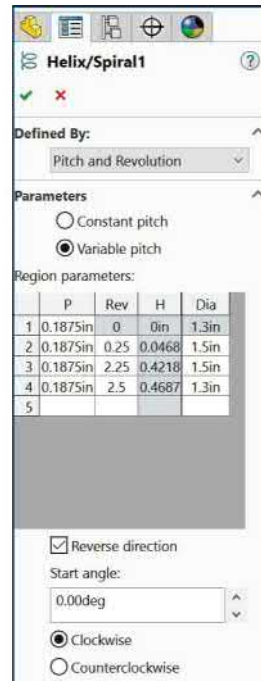 Helix/Spiral1
?
Defined By:
Pitch and Revolution
Parameters
Constant pitch
Variable pitch
Region parameters:
P Rev H Dia
1 0.1875in 0 0in 1.3in
2 0.1875in 0.25 0.0468 1.5in
3 0.1875in 2.25 0.4218 1.5in
4 0.1875in 2.5 0.4687 1.3in
5
Reverse direction
Start angle:
0.00deg
Clockwise
Counterclockwise